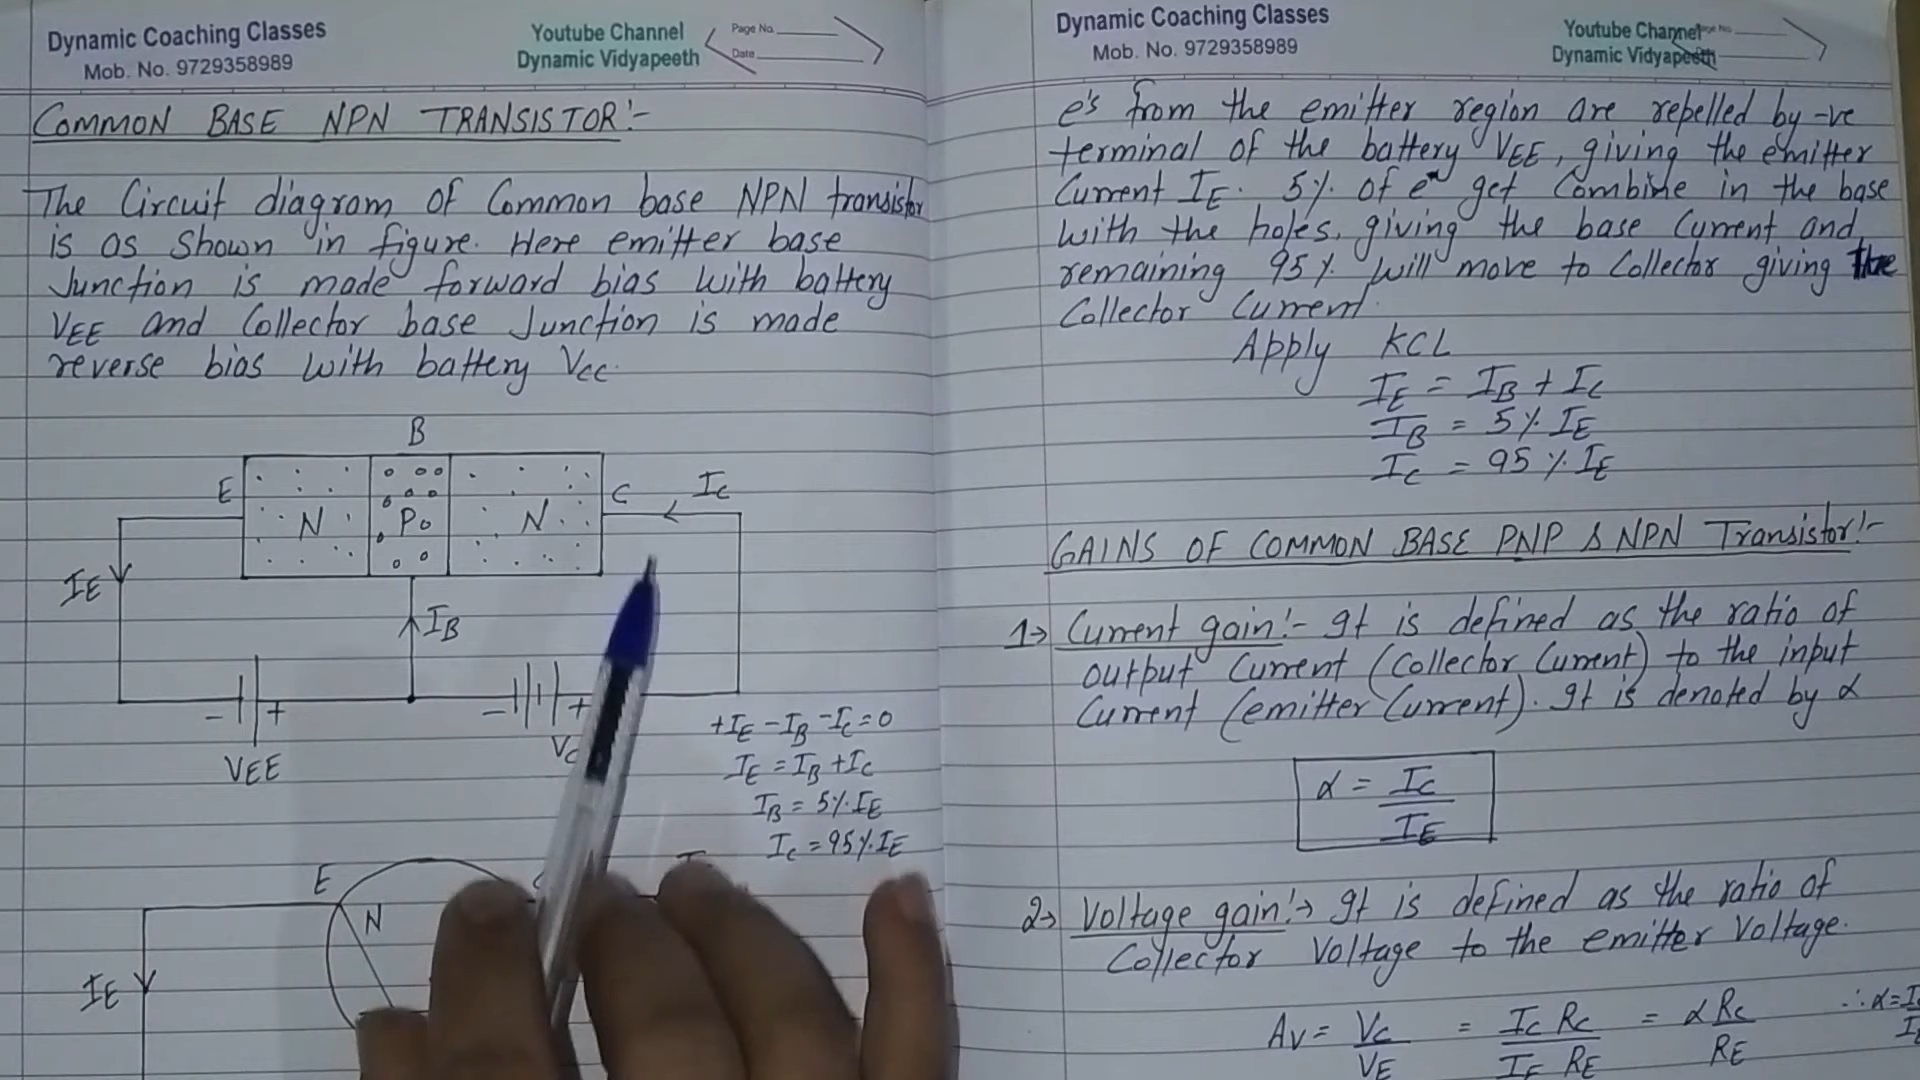 Dynamic Coaching Classes
Mob. No. 9729358989
Youtube Channel
Dynamic Vidyapeeth
Page No.
Date
COMMON BASE NPN TRANSISTOR:-
The Circuit diagram of Common base NPN transistor
is as shown in figure. Here emitter base
Junction is made forward bias with battery
VEE and Collector base Junction is made
reverse bias with battery Vcc.
B
E
N
Po
N
C
IC
IE
IB
- +
- +
VEE
+IE - IB - IC = 0
IE = IB + IC
IB = 5% IE
IC = 95% IE
E
N
IE
Dynamic Coaching Classes
Mob. No. 9729358989
Youtube Channel
Dynamic Vidyapeeth
e's from the emitter region are repelled by -ve
terminal of the battery VEE, giving the emitter
Current IE. 5% of e⁻ get Combine in the base
with the holes, giving the base Current and
remaining 95% will move to Collector giving the
Collector Current.
Apply KCL
IE = IB + IC
IB = 5% IE
IC = 95% IE
GAINS OF COMMON BASE PNP & NPN Transistor:-
1→ Current gain:- It is defined as the ratio of
output Current (Collector Current) to the input
Current (emitter Current). It is denoted by α
α = IC / IE
2→ Voltage gain:→ It is defined as the ratio of
Collector Voltage to the emitter Voltage.
AV = VC / VE = IC RC / IE RE = α RC / RE ∴ α =